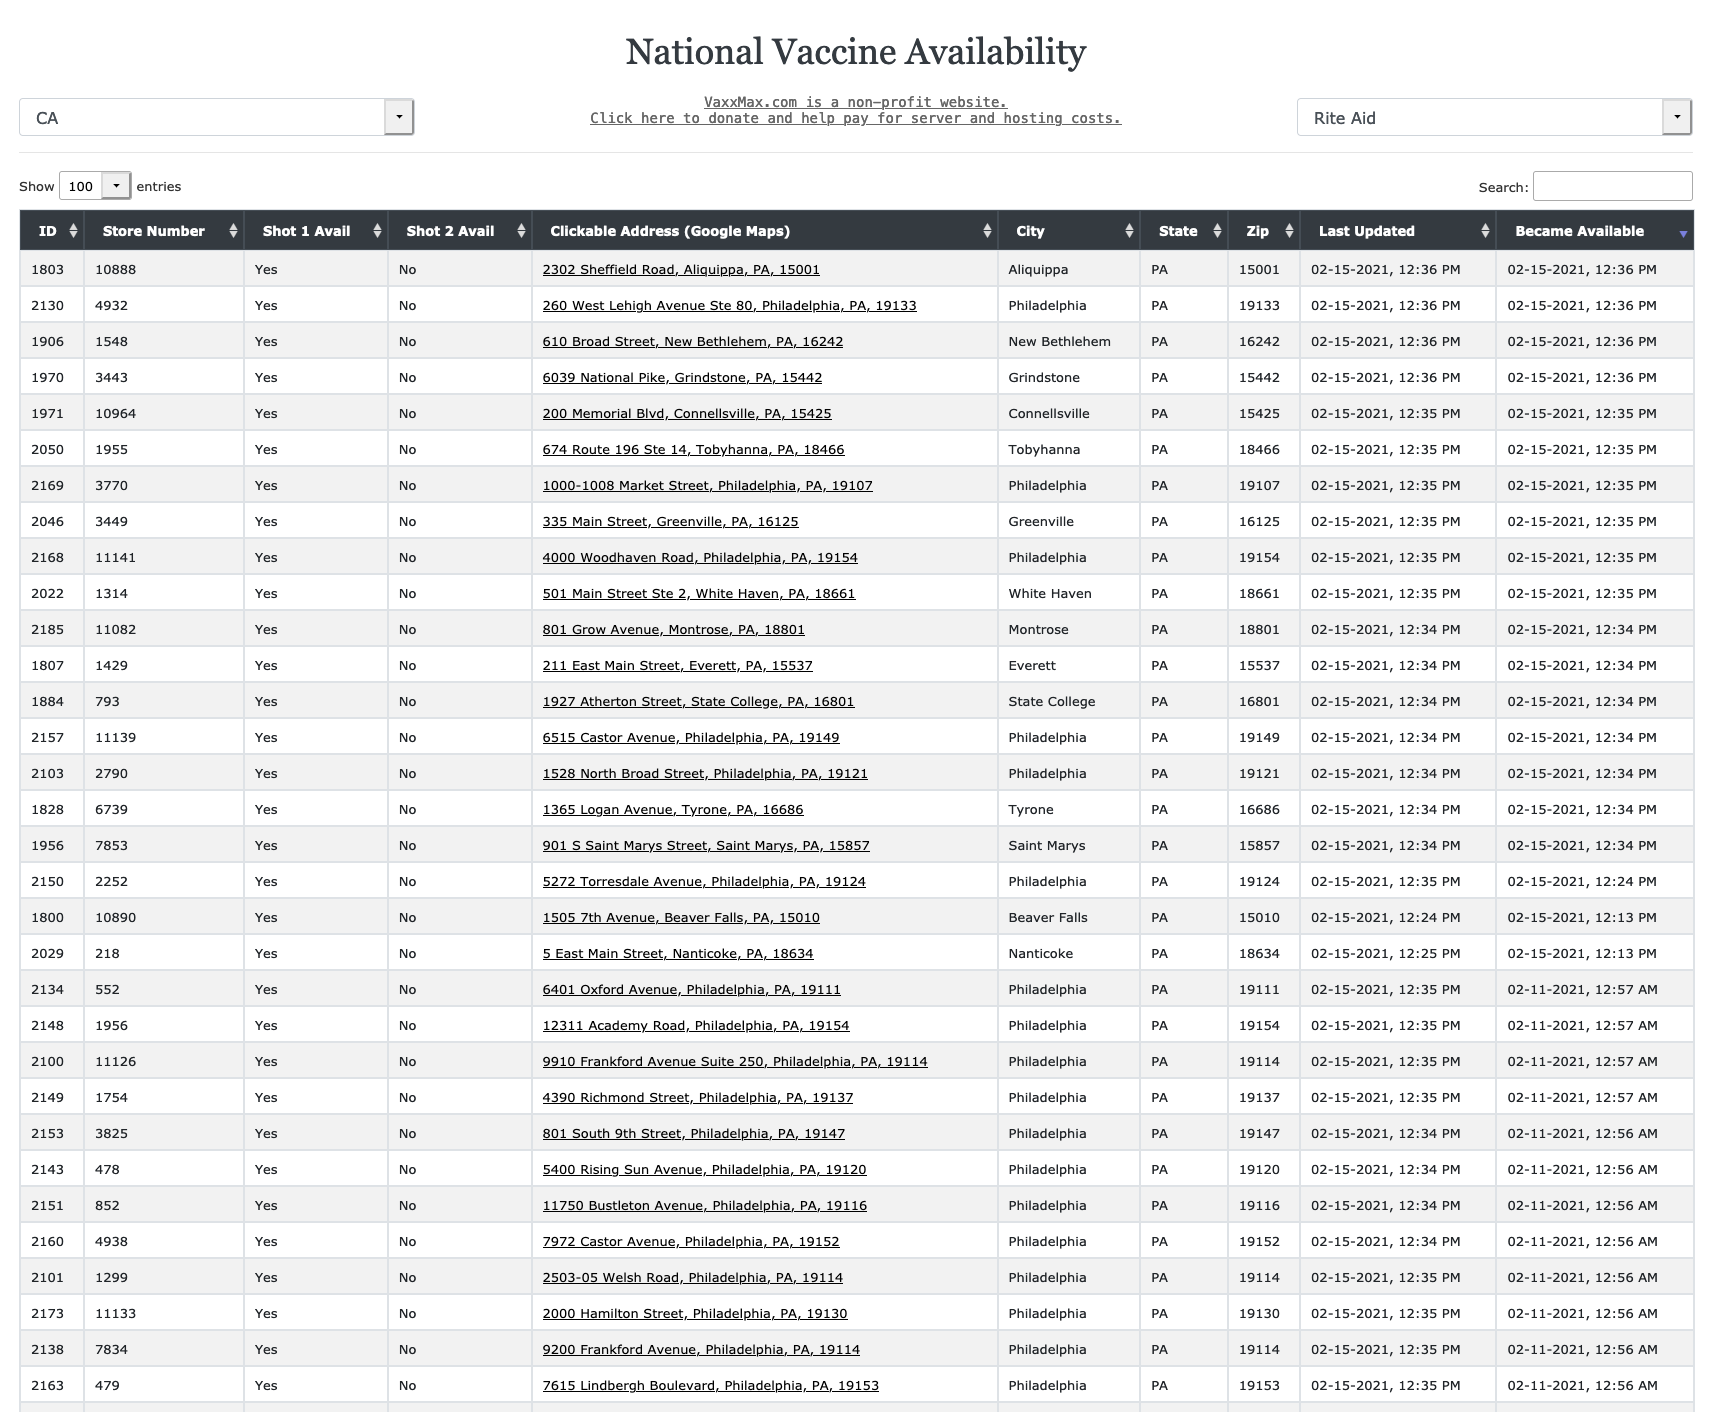 National Vaccine Availability
CA
VaxxMax.com is a non-profit website.
Click here to donate and help pay for server and hosting costs.
Rite Aid
Show 100 entries
Search:
ID Store Number Shot 1 Avail Shot 2 Avail Clickable Address (Google Maps) City State Zip Last Updated Became Available
1803 10888 Yes No 2302 Sheffield Road, Aliquippa, PA, 15001 Aliquippa PA 15001 02-15-2021, 12:36 PM 02-15-2021, 12:36 PM
2130 4932 Yes No 260 West Lehigh Avenue Ste 80, Philadelphia, PA, 19133 Philadelphia PA 19133 02-15-2021, 12:36 PM 02-15-2021, 12:36 PM
1906 1548 Yes No 610 Broad Street, New Bethlehem, PA, 16242 New Bethlehem PA 16242 02-15-2021, 12:36 PM 02-15-2021, 12:36 PM
1970 3443 Yes No 6039 National Pike, Grindstone, PA, 15442 Grindstone PA 15442 02-15-2021, 12:36 PM 02-15-2021, 12:36 PM
1971 10964 Yes No 200 Memorial Blvd, Connellsville, PA, 15425 Connellsville PA 15425 02-15-2021, 12:35 PM 02-15-2021, 12:35 PM
2050 1955 Yes No 674 Route 196 Ste 14, Tobyhanna, PA, 18466 Tobyhanna PA 18466 02-15-2021, 12:35 PM 02-15-2021, 12:35 PM
2169 3770 Yes No 1000-1008 Market Street, Philadelphia, PA, 19107 Philadelphia PA 19107 02-15-2021, 12:35 PM 02-15-2021, 12:35 PM
2046 3449 Yes No 335 Main Street, Greenville, PA, 16125 Greenville PA 16125 02-15-2021, 12:35 PM 02-15-2021, 12:35 PM
2168 11141 Yes No 4000 Woodhaven Road, Philadelphia, PA, 19154 Philadelphia PA 19154 02-15-2021, 12:35 PM 02-15-2021, 12:35 PM
2022 1314 Yes No 501 Main Street Ste 2, White Haven, PA, 18661 White Haven PA 18661 02-15-2021, 12:35 PM 02-15-2021, 12:35 PM
2185 11082 Yes No 801 Grow Avenue, Montrose, PA, 18801 Montrose PA 18801 02-15-2021, 12:34 PM 02-15-2021, 12:34 PM
1807 1429 Yes No 211 East Main Street, Everett, PA, 15537 Everett PA 15537 02-15-2021, 12:34 PM 02-15-2021, 12:34 PM
1884 793 Yes No 1927 Atherton Street, State College, PA, 16801 State College PA 16801 02-15-2021, 12:34 PM 02-15-2021, 12:34 PM
2157 11139 Yes No 6515 Castor Avenue, Philadelphia, PA, 19149 Philadelphia PA 19149 02-15-2021, 12:34 PM 02-15-2021, 12:34 PM
2103 2790 Yes No 1528 North Broad Street, Philadelphia, PA, 19121 Philadelphia PA 19121 02-15-2021, 12:34 PM 02-15-2021, 12:34 PM
1828 6739 Yes No 1365 Logan Avenue, Tyrone, PA, 16686 Tyrone PA 16686 02-15-2021, 12:34 PM 02-15-2021, 12:34 PM
1956 7853 Yes No 901 S Saint Marys Street, Saint Marys, PA, 15857 Saint Marys PA 15857 02-15-2021, 12:34 PM 02-15-2021, 12:34 PM
2150 2252 Yes No 5272 Torresdale Avenue, Philadelphia, PA, 19124 Philadelphia PA 19124 02-15-2021, 12:35 PM 02-15-2021, 12:24 PM
1800 10890 Yes No 1505 7th Avenue, Beaver Falls, PA, 15010 Beaver Falls PA 15010 02-15-2021, 12:24 PM 02-15-2021, 12:13 PM
2029 218 Yes No 5 East Main Street, Nanticoke, PA, 18634 Nanticoke PA 18634 02-15-2021, 12:25 PM 02-15-2021, 12:13 PM
2134 552 Yes No 6401 Oxford Avenue, Philadelphia, PA, 19111 Philadelphia PA 19111 02-15-2021, 12:35 PM 02-11-2021, 12:57 AM
2148 1956 Yes No 12311 Academy Road, Philadelphia, PA, 19154 Philadelphia PA 19154 02-15-2021, 12:35 PM 02-11-2021, 12:57 AM
2100 11126 Yes No 9910 Frankford Avenue Suite 250, Philadelphia, PA, 19114 Philadelphia PA 19114 02-15-2021, 12:35 PM 02-11-2021, 12:57 AM
2149 1754 Yes No 4390 Richmond Street, Philadelphia, PA, 19137 Philadelphia PA 19137 02-15-2021, 12:35 PM 02-11-2021, 12:57 AM
2153 3825 Yes No 801 South 9th Street, Philadelphia, PA, 19147 Philadelphia PA 19147 02-15-2021, 12:34 PM 02-11-2021, 12:56 AM
2143 478 Yes No 5400 Rising Sun Avenue, Philadelphia, PA, 19120 Philadelphia PA 19120 02-15-2021, 12:34 PM 02-11-2021, 12:56 AM
2151 852 Yes No 11750 Bustleton Avenue, Philadelphia, PA, 19116 Philadelphia PA 19116 02-15-2021, 12:34 PM 02-11-2021, 12:56 AM
2160 4938 Yes No 7972 Castor Avenue, Philadelphia, PA, 19152 Philadelphia PA 19152 02-15-2021, 12:34 PM 02-11-2021, 12:56 AM
2101 1299 Yes No 2503-05 Welsh Road, Philadelphia, PA, 19114 Philadelphia PA 19114 02-15-2021, 12:35 PM 02-11-2021, 12:56 AM
2173 11133 Yes No 2000 Hamilton Street, Philadelphia, PA, 19130 Philadelphia PA 19130 02-15-2021, 12:35 PM 02-11-2021, 12:56 AM
2138 7834 Yes No 9200 Frankford Avenue, Philadelphia, PA, 19114 Philadelphia PA 19114 02-15-2021, 12:35 PM 02-11-2021, 12:56 AM
2163 479 Yes No 7615 Lindbergh Boulevard, Philadelphia, PA, 19153 Philadelphia PA 19153 02-15-2021, 12:35 PM 02-11-2021, 12:56 AM